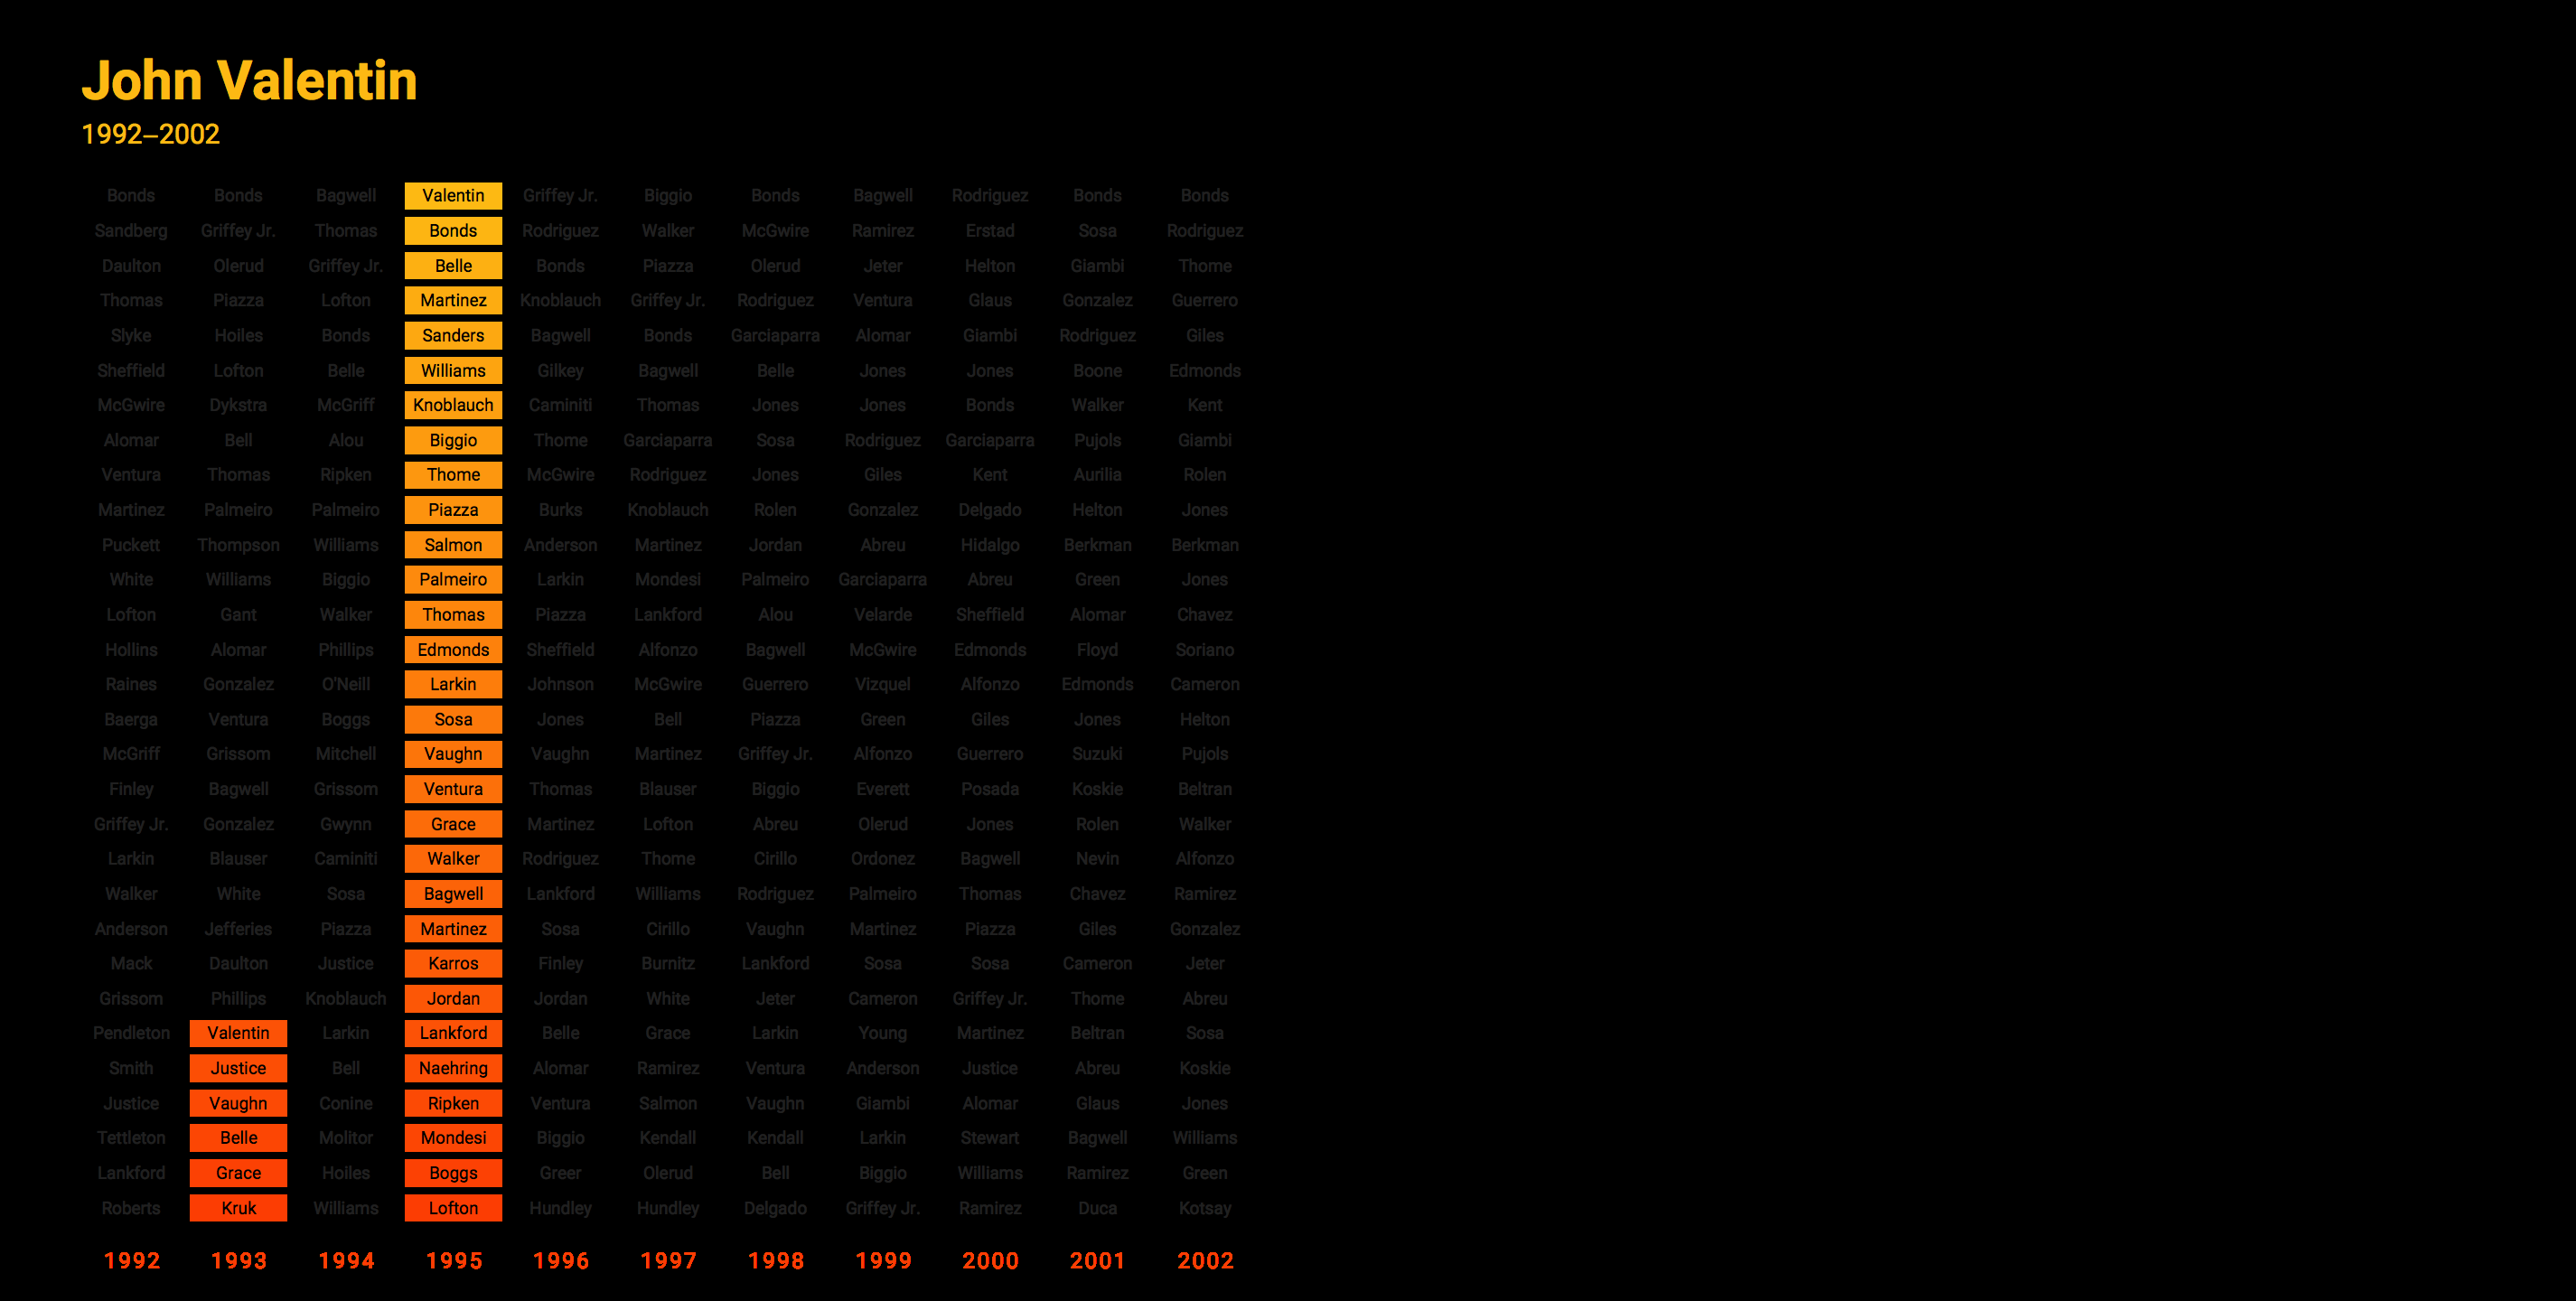 John Valentin
1992–2002
Bonds Bonds Bagwell Valentin Griffey Jr. Biggio Bonds Bagwell Rodriguez Bonds Bonds
Sandberg Griffey Jr. Thomas Bonds Rodriguez Walker McGwire Ramirez Erstad Sosa Rodriguez
Daulton Olerud Griffey Jr. Belle Bonds Piazza Olerud Jeter Helton Giambi Thome
Thomas Piazza Lofton Martinez Knoblauch Griffey Jr. Rodriguez Ventura Glaus Gonzalez Guerrero
Slyke Hoiles Bonds Sanders Bagwell Bonds Garciaparra Alomar Giambi Rodriguez Giles
Sheffield Lofton Belle Williams Gilkey Bagwell Belle Jones Jones Boone Edmonds
McGwire Dykstra McGriff Knoblauch Caminiti Thomas Jones Jones Bonds Walker Kent
Alomar Bell Alou Biggio Thome Garciaparra Sosa Rodriguez Garciaparra Pujols Giambi
Ventura Thomas Ripken Thome McGwire Rodriguez Jones Giles Kent Aurilia Rolen
Martinez Palmeiro Palmeiro Piazza Burks Knoblauch Rolen Gonzalez Delgado Helton Jones
Puckett Thompson Williams Salmon Anderson Martinez Jordan Abreu Hidalgo Berkman Berkman
White Williams Biggio Palmeiro Larkin Mondesi Palmeiro Garciaparra Abreu Green Jones
Lofton Gant Walker Thomas Piazza Lankford Alou Velarde Sheffield Alomar Chavez
Hollins Alomar Phillips Edmonds Sheffield Alfonzo Bagwell McGwire Edmonds Floyd Soriano
Raines Gonzalez O'Neill Larkin Johnson McGwire Guerrero Vizquel Alfonzo Edmonds Cameron
Baerga Ventura Boggs Sosa Jones Bell Piazza Green Giles Jones Helton
McGriff Grissom Mitchell Vaughn Vaughn Martinez Griffey Jr. Alfonzo Guerrero Suzuki Pujols
Finley Bagwell Grissom Ventura Thomas Blauser Biggio Everett Posada Koskie Beltran
Griffey Jr. Gonzalez Gwynn Grace Martinez Lofton Abreu Olerud Jones Rolen Walker
Larkin Blauser Caminiti Walker Rodriguez Thome Cirillo Ordonez Bagwell Nevin Alfonzo
Walker White Sosa Bagwell Lankford Williams Rodriguez Palmeiro Thomas Chavez Ramirez
Anderson Jefferies Piazza Martinez Sosa Cirillo Vaughn Martinez Piazza Giles Gonzalez
Mack Daulton Justice Karros Finley Burnitz Lankford Sosa Sosa Cameron Jeter
Grissom Phillips Knoblauch Jordan Jordan White Jeter Cameron Griffey Jr. Thome Abreu
Pendleton Valentin Larkin Lankford Belle Grace Larkin Young Martinez Beltran Sosa
Smith Justice Bell Naehring Alomar Ramirez Ventura Anderson Justice Abreu Koskie
Justice Vaughn Conine Ripken Ventura Salmon Vaughn Giambi Alomar Glaus Jones
Tettleton Belle Molitor Mondesi Biggio Kendall Kendall Larkin Stewart Bagwell Williams
Lankford Grace Hoiles Boggs Greer Olerud Bell Biggio Williams Ramirez Green
Roberts Kruk Williams Lofton Hundley Hundley Delgado Griffey Jr. Ramirez Duca Kotsay
1992 1993 1994 1995 1996 1997 1998 1999 2000 2001 2002